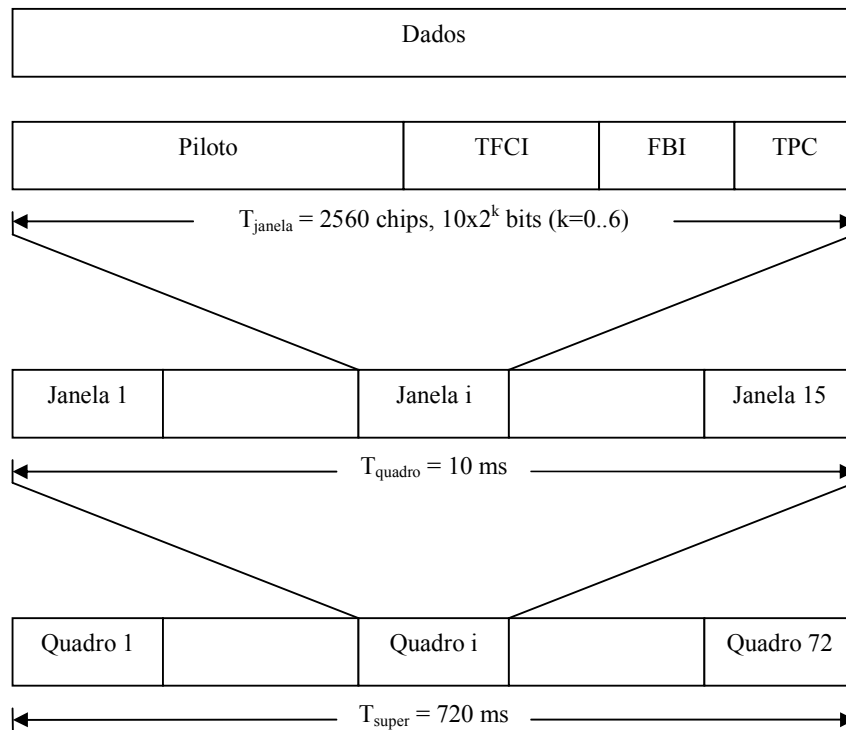 Dados
Piloto TFCI FBI TPC
T_janela = 2560 chips, 10x2^k bits (k=0..6)
Janela 1 Janela i Janela 15
T_quadro = 10 ms
Quadro 1 Quadro i Quadro 72
T_super = 720 ms